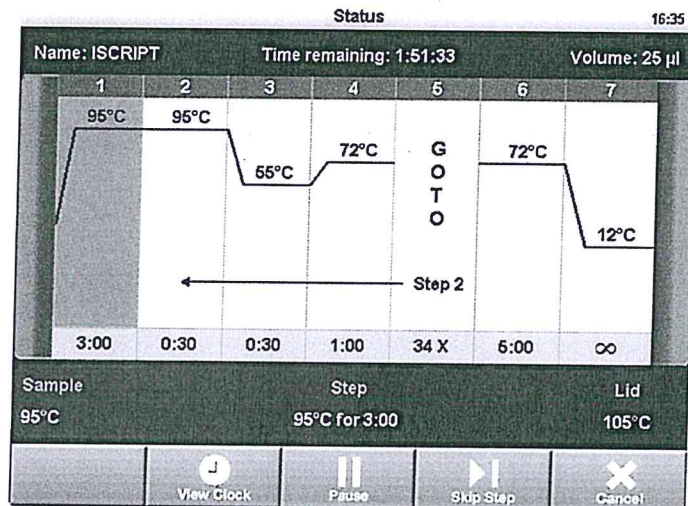 Status 16:35
Name: ISCRIPT Time remaining: 1:51:33 Volume: 25 µl
1 2 3 4 5 6 7
95°C 95°C 55°C 72°C GOTO 72°C 12°C
Step 2
3:00 0:30 0:30 1:00 34 X 5:00 ∞
Sample Step Lid
95°C 95°C for 3:00 105°C
View Clock Pause Skip Step Cancel